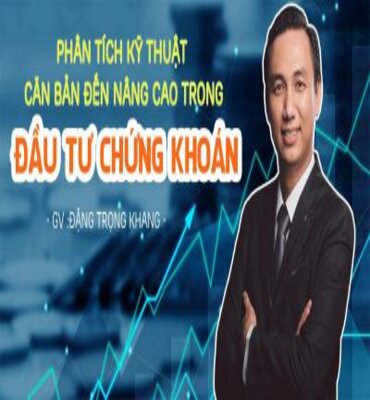 PHÂN TÍCH KỸ THUẬT
CĂN BẢN ĐẾN NÂNG CAO TRONG
ĐẦU TƯ CHỨNG KHOÁN
- GV :ĐẶNG TRỌNG KHANG -